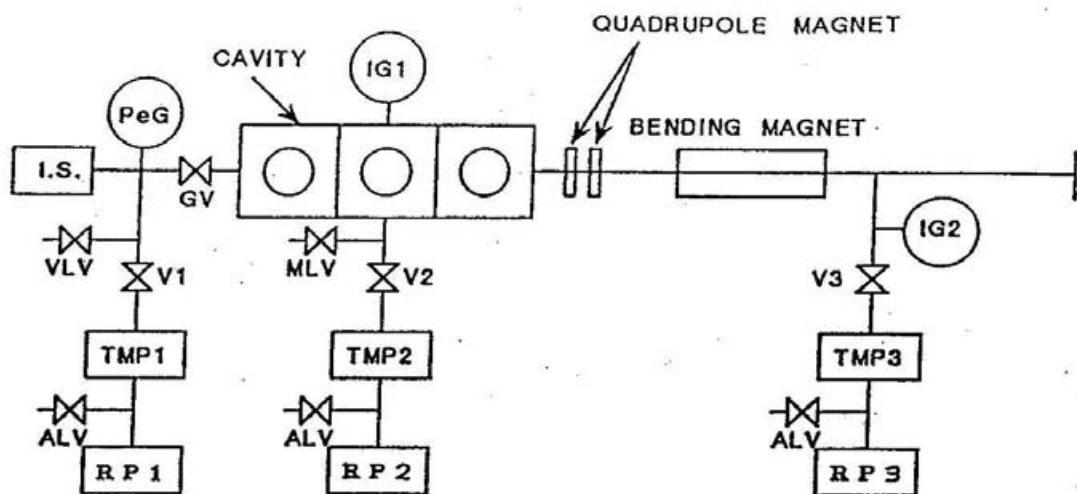 QUADRUPOLE MAGNET
CAVITY
IG1
PeG
BENDING MAGNET
I.S.
GV
IG2
VLV
V1
MLV
V2
V3
TMP1
TMP2
TMP3
ALV
ALV
ALV
RP1
RP2
RP3